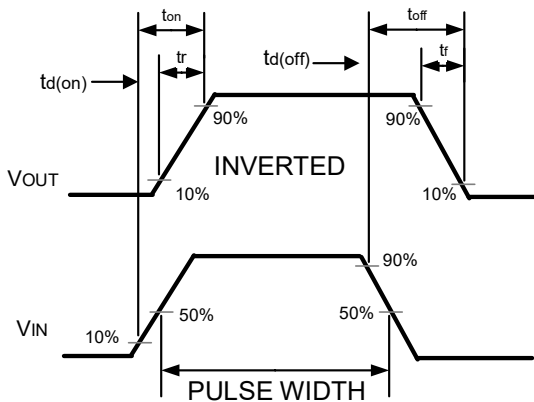 ton
toff
tr
td(off)
tf
td(on)
90%
90%
INVERTED
VOUT
10%
10%
90%
50%
50%
VIN
10%
PULSE WIDTH